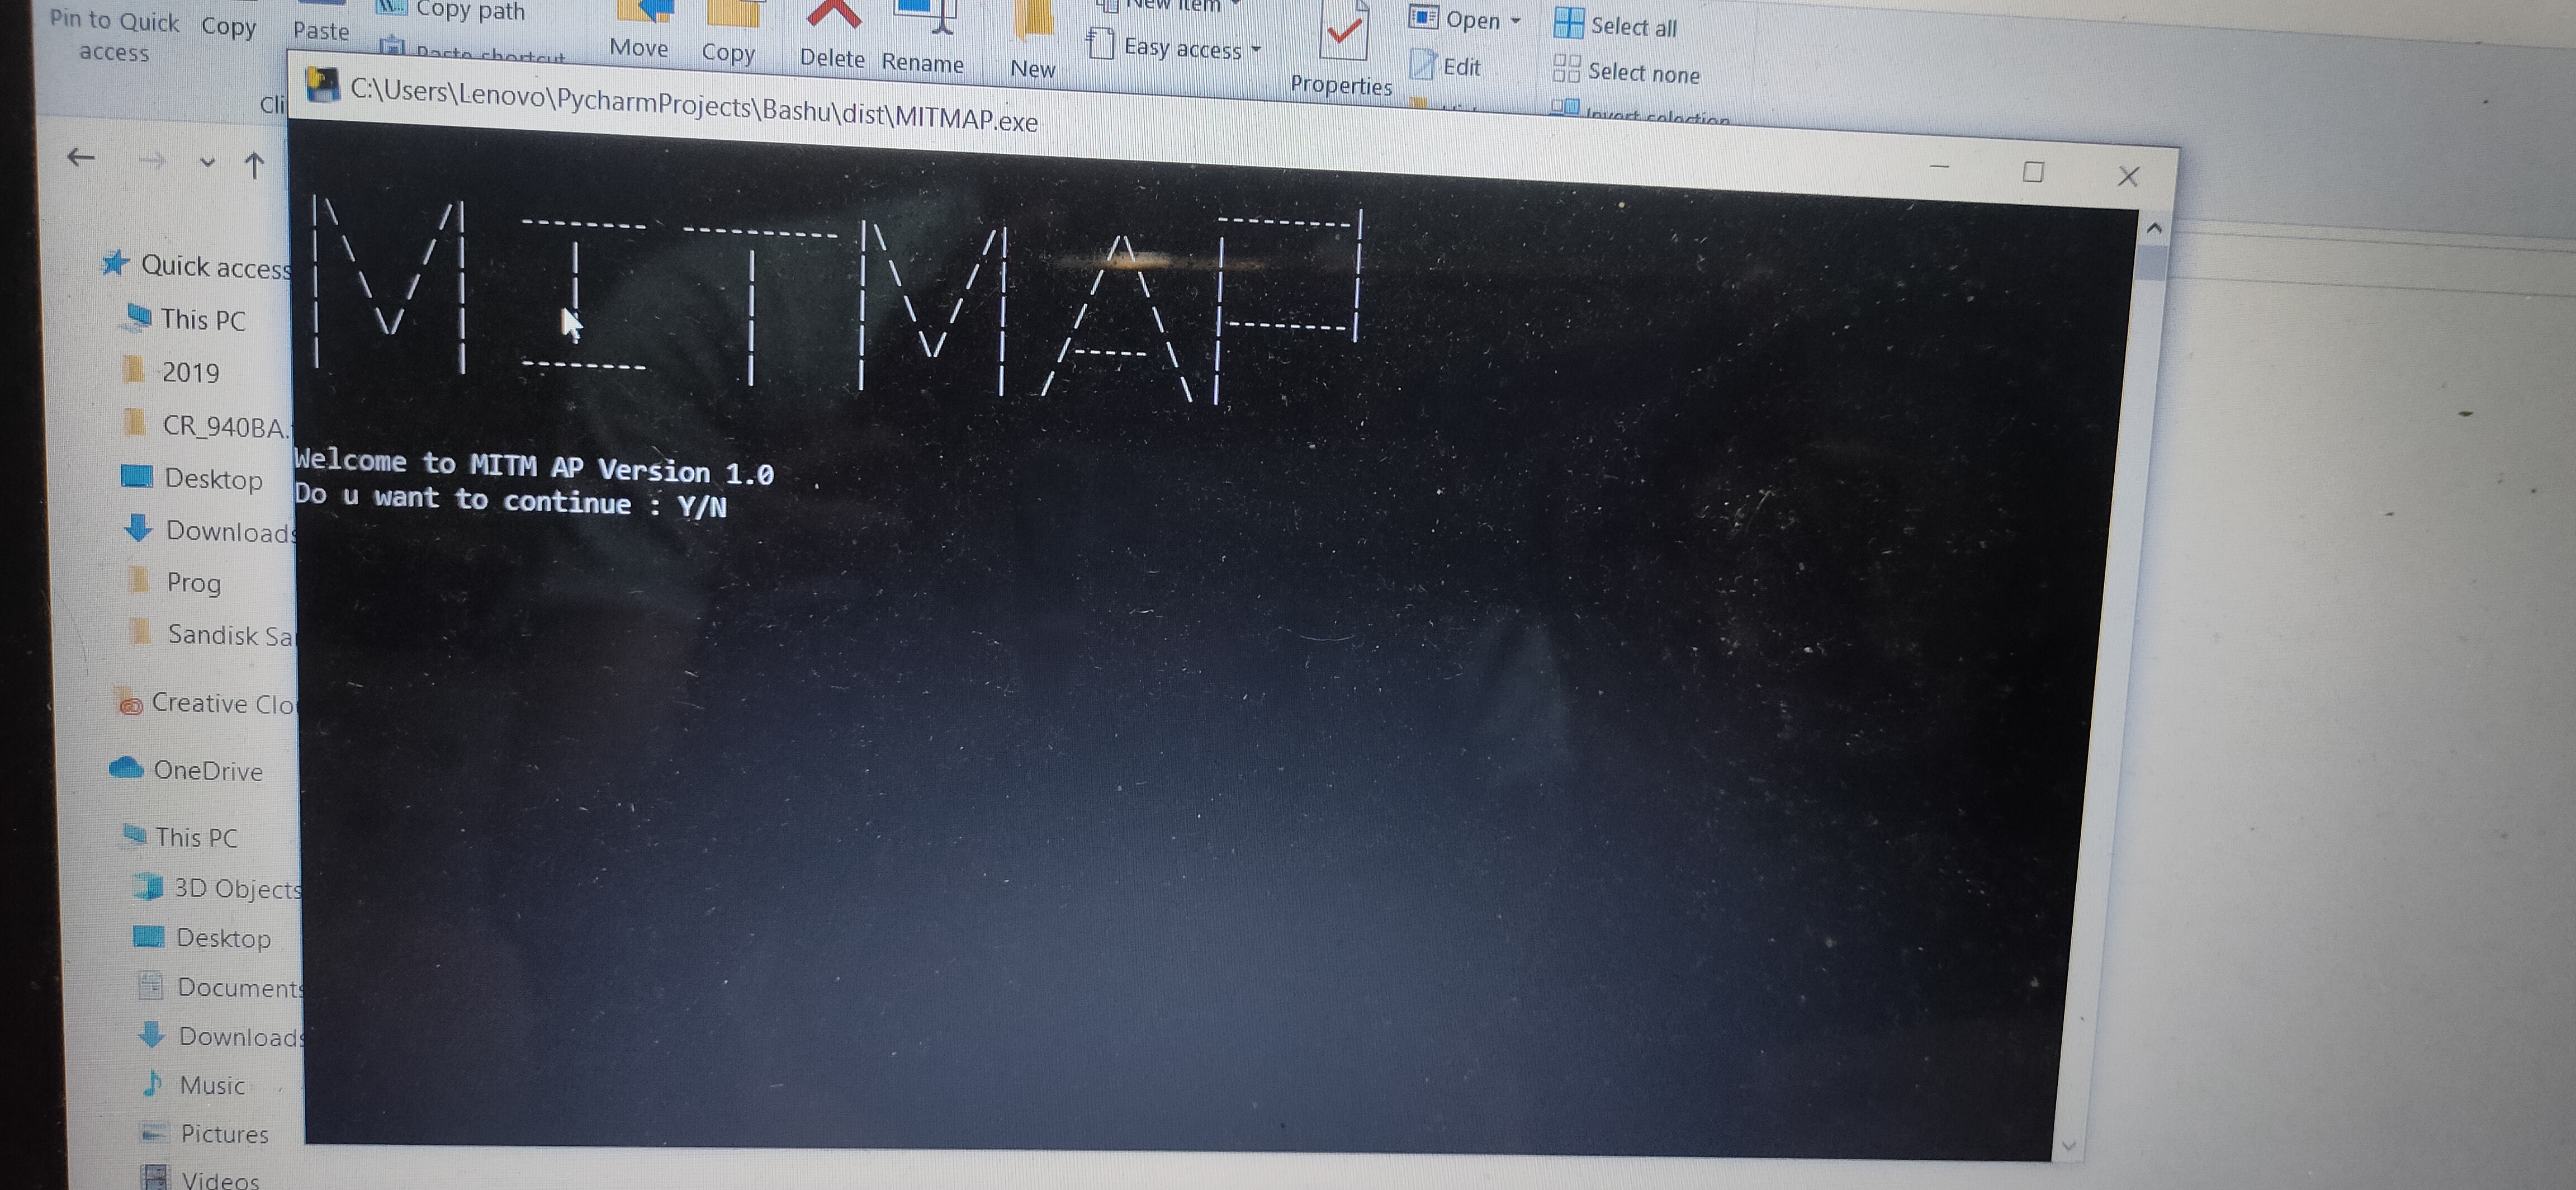 Pin to Quick access
Copy
Paste
Copy path
Paste shortcut
Move
Copy
Delete
Rename
New
New item
Easy access
Properties
Open
Edit
Select all
Select none
Invert selection
C:\Users\Lenovo\PycharmProjects\Bashu\dist\MITMAP.exe
MITMAP
Welcome to MITM AP Version 1.0
Do u want to continue : Y/N
Quick access
This PC
2019
CR_940BA.
Desktop
Downloads
Prog
Sandisk Sa
Creative Clo
OneDrive
This PC
3D Objects
Desktop
Documents
Downloads
Music
Pictures
Videos